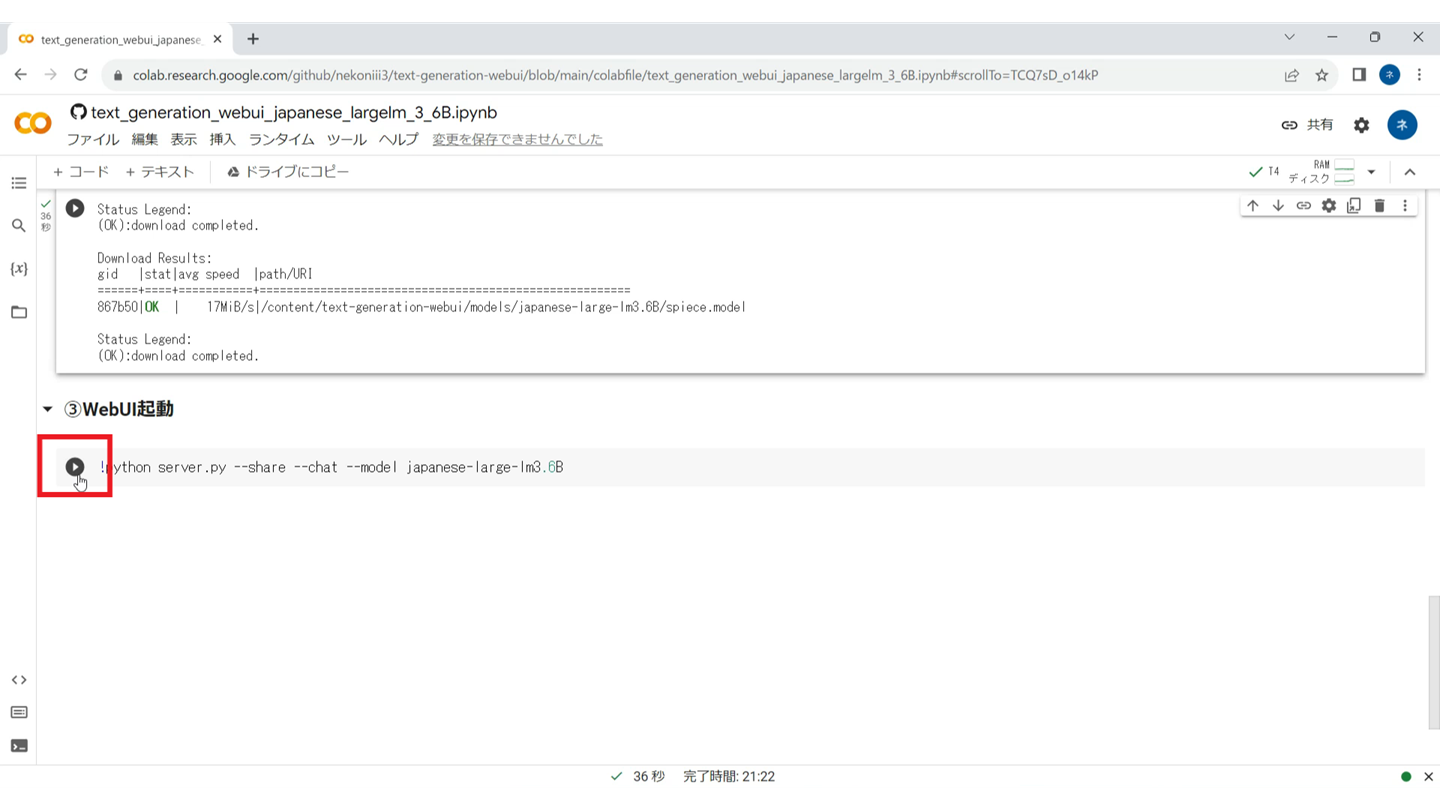 text_generation_webui_japanese_
colab.research.google.com/github/nekoniii3/text-generation-webui/blob/main/colabfile/text_generation_webui_japanese_largelm_3_6B.ipynb#scrollTo=TCQ7sD_o14kP
ネ
text_generation_webui_japanese_largelm_3_6B.ipynb
ファイル 編集 表示 挿入 ランタイム ツール ヘルプ 変更を保存できませんでした
共有
ネ
+ コード + テキスト ドライブにコピー
T4
RAM
ディスク
36
秒
Status Legend:
(OK):download completed.
Download Results:
gid |stat|avg speed |path/URI
======+====+===========+=======================================================
867b50|OK | 17MiB/s|/content/text-generation-webui/models/japanese-large-lm3.6B/spiece.model
Status Legend:
(OK):download completed.
{x}
③WebUI起動
!python server.py --share --chat --model japanese-large-lm3.6B
36 秒 完了時間: 21:22